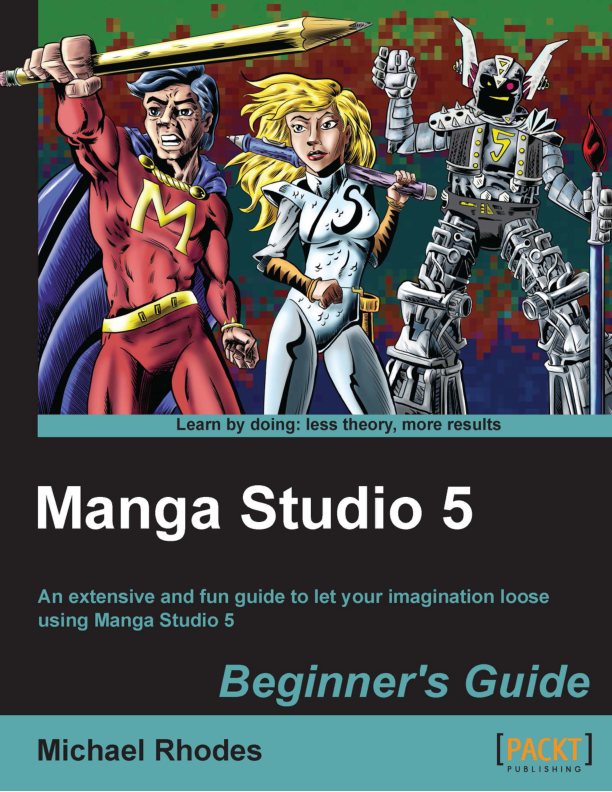 M
S
5
Learn by doing: less theory, more results
Manga Studio 5
An extensive and fun guide to let your imagination loose
using Manga Studio 5
Beginner's Guide
Michael Rhodes
[PACKT]
PUBLISHING